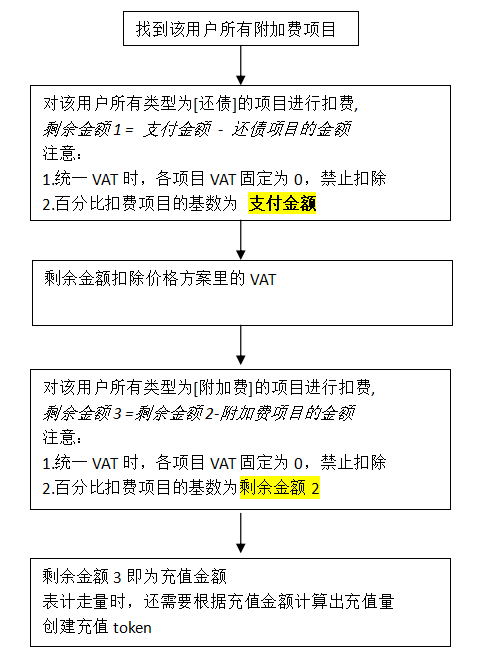 找到该用户所有附加费项目
对该用户所有类型为[还债]的项目进行扣费,
剩余金额1 = 支付金额 - 还债项目的金额
注意：
1.统一 VAT 时，各项目 VAT 固定为 0，禁止扣除
2.百分比扣费项目的基数为 支付金额
剩余金额扣除价格方案里的 VAT
对该用户所有类型为[附加费]的项目进行扣费,
剩余金额3 =剩余金额2-附加费项目的金额
注意：
1.统一 VAT 时，各项目 VAT 固定为 0，禁止扣除
2.百分比扣费项目的基数为剩余金额 2
剩余金额 3 即为充值金额
表计走量时，还需要根据充值金额计算出充值量
创建充值 token